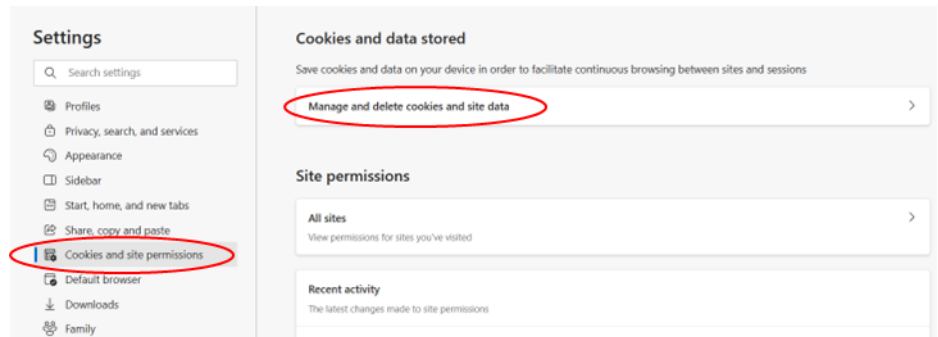 Settings
Search settings
Profiles
Privacy, search, and services
Appearance
Sidebar
Start, home, and new tabs
Share, copy and paste
Cookies and site permissions
Default browser
Downloads
Family
Cookies and data stored
Save cookies and data on your device in order to facilitate continuous browsing between sites and sessions
Manage and delete cookies and site data
Site permissions
All sites
View permissions for sites you've visited
Recent activity
The latest changes made to site permissions